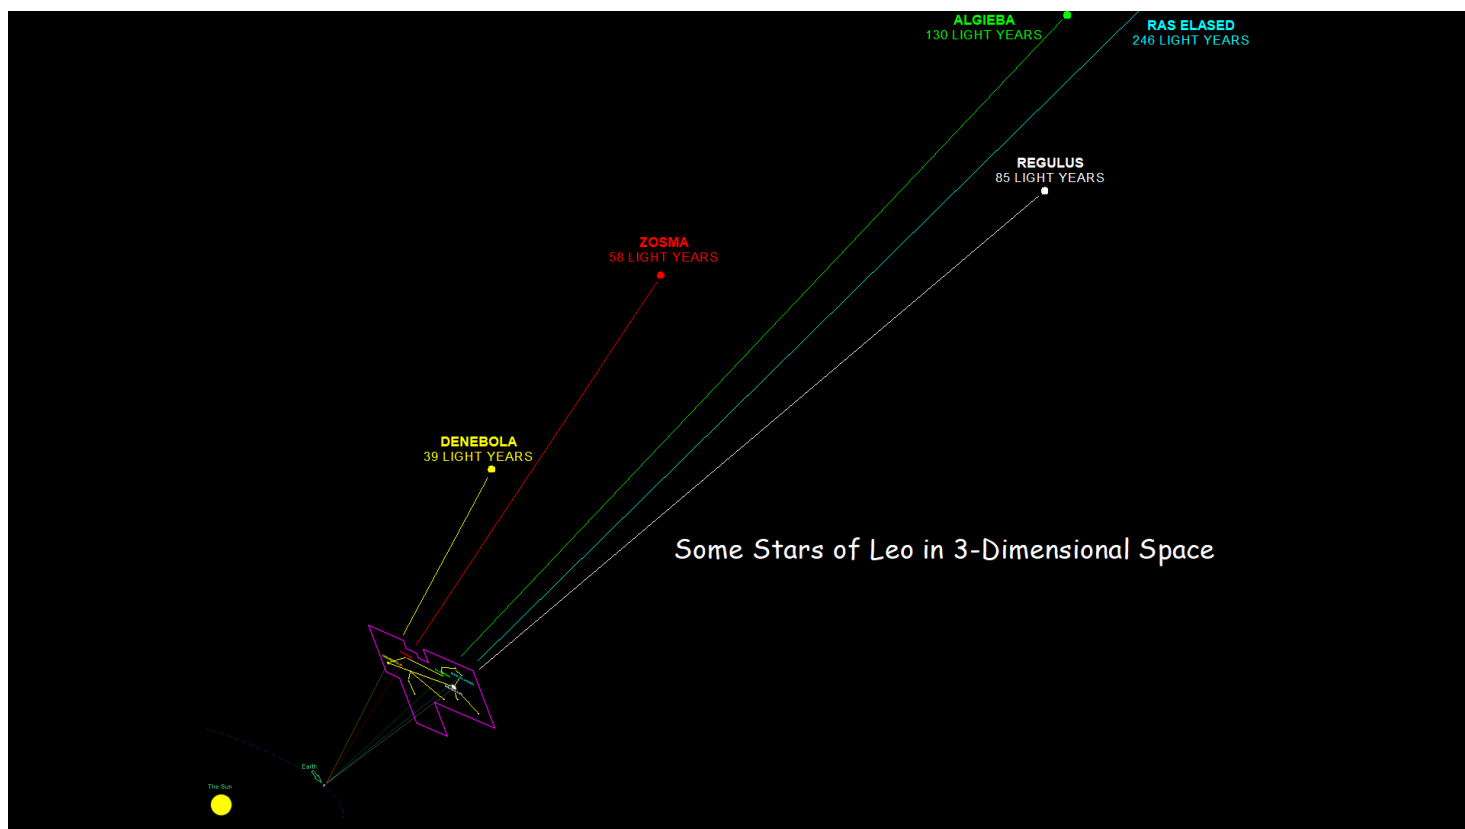 ALGIEBA
130 LIGHT YEARS
RAS ELASED
246 LIGHT YEARS
REGULUS
85 LIGHT YEARS
ZOSMA
58 LIGHT YEARS
DENEBOLA
39 LIGHT YEARS
Some Stars of Leo in 3-Dimensional Space
Earth
The Sun